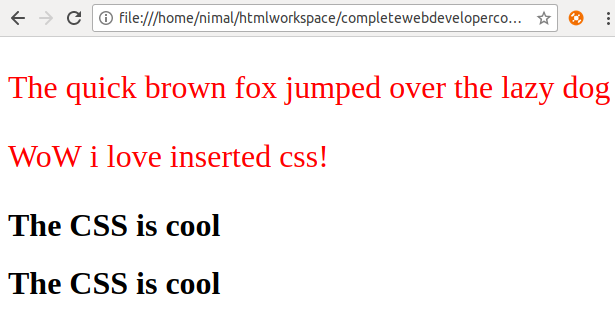 file:///home/nimal/htmlworkspace/completewebdeveloperco...
The quick brown fox jumped over the lazy dog
WoW i love inserted css!
The CSS is cool
The CSS is cool